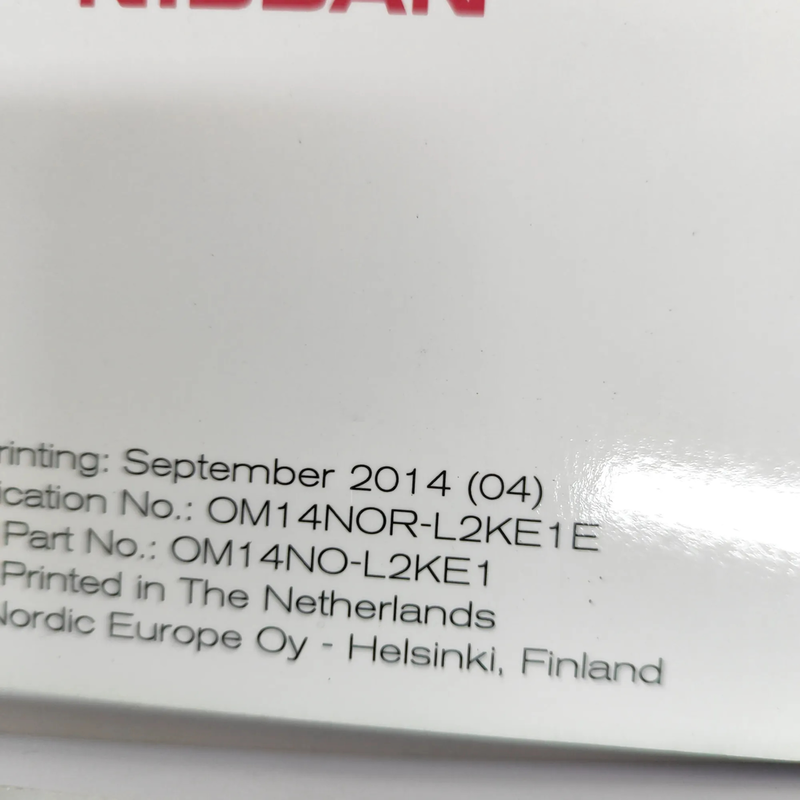 NISSAN
rinting: September 2014 (04)
ication No.: OM14NOR-L2KE1E
Part No.: OM14NO-L2KE1
Printed in The Netherlands
Nordic Europe Oy - Helsinki, Finland